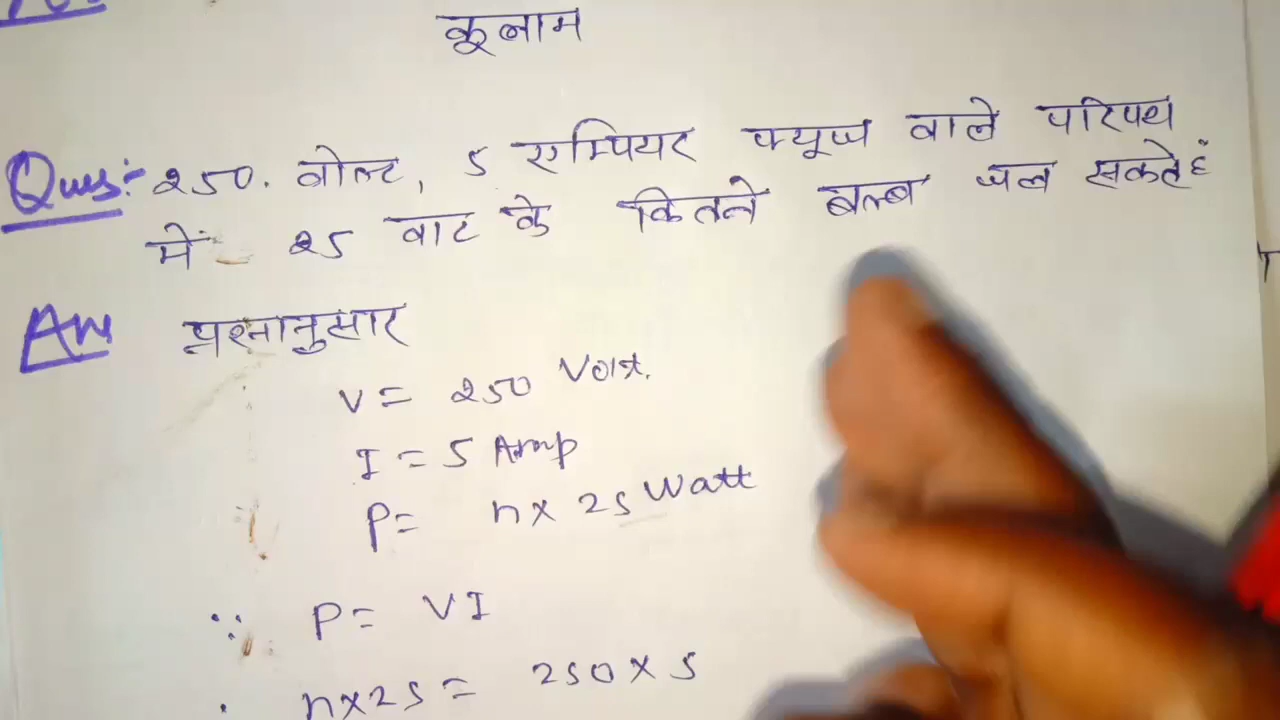 कूलाम
Ques:- 250. वोल्ट, 5 एम्पियर फ्यूज वाले परिपथ
में 25 वाट के कितने बल्ब जल सकते हैं
Ans प्रश्नानुसार
V = 250 Volt.
I = 5 Amp
P = n × 25 Watt
∵ P = VI
n×25 = 250 × 5